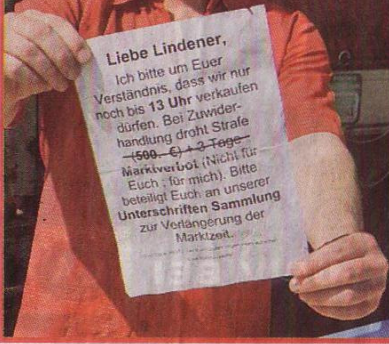 Liebe Lindener,
Ich bitte um Euer
Verständnis, dass wir nur
noch bis 13 Uhr verkaufen
dürfen. Bei Zuwider-
handlung droht Strafe
(500,- €) + 3 Tage
Marktverbot (Nicht für
Euch ; für mich). Bitte
beteiligt Euch an unserer
Unterschriften Sammlung
zur Verlängerung der
Marktzeit.